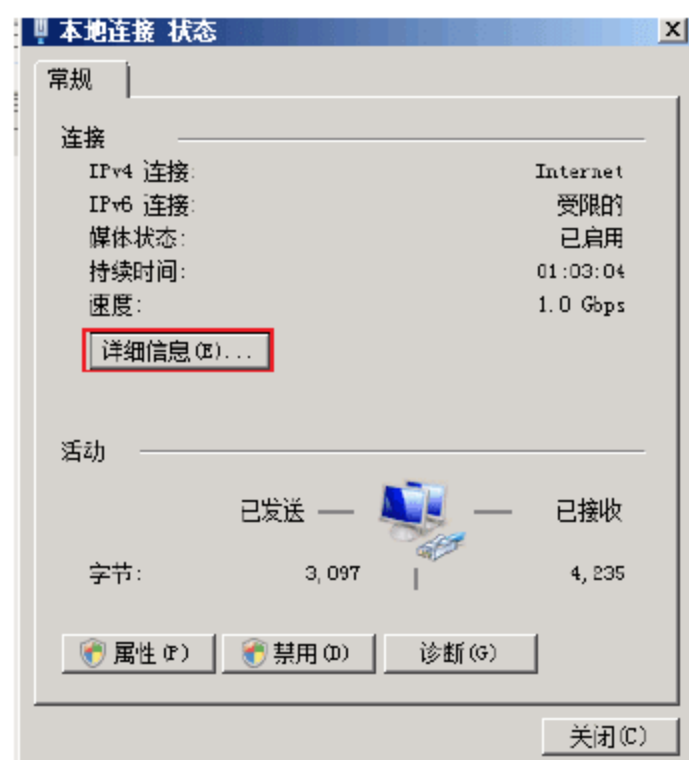 本地连接 状态
常规
连接
IPv4 连接: Internet
IPv6 连接: 受限的
媒体状态: 已启用
持续时间: 01:03:04
速度: 1.0 Gbps
详细信息(E)...
活动
已发送 — — 已接收
字节: 3,097 4,235
属性(P) 禁用(D) 诊断(G)
关闭(C)